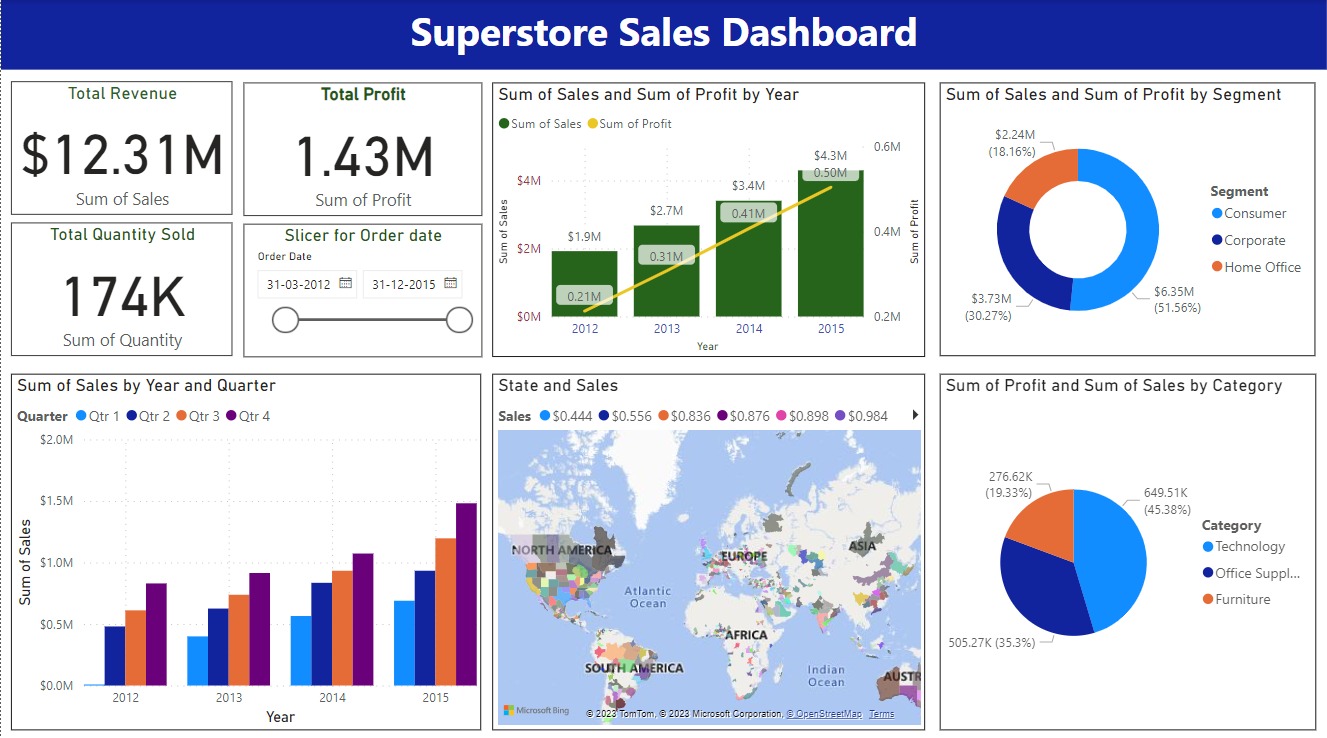 Superstore Sales Dashboard
Total Revenue
$12.31M
Sum of Sales
Total Profit
1.43M
Sum of Profit
Total Quantity Sold
174K
Sum of Quantity
Slicer for Order date
Order Date
31-03-2012
31-12-2015
Sum of Sales and Sum of Profit by Year
Sum of Sales Sum of Profit
Sum of Sales
$4M
$2M
$0M
$1.9M
$2.7M
$3.4M
$4.3M
0.21M
0.31M
0.41M
0.50M
0.6M
0.4M
0.2M
Sum of Profit
2012 2013 2014 2015
Year
Sum of Sales and Sum of Profit by Segment
$2.24M
(18.16%)
$3.73M
(30.27%)
$6.35M
(51.56%)
Segment
Consumer
Corporate
Home Office
Sum of Sales by Year and Quarter
Quarter Qtr 1 Qtr 2 Qtr 3 Qtr 4
Sum of Sales
$2.0M
$1.5M
$1.0M
$0.5M
$0.0M
2012 2013 2014 2015
Year
State and Sales
Sales $0.444 $0.556 $0.836 $0.876 $0.898 $0.984
NORTH AMERICA
EUROPE
ASIA
Atlantic
Ocean
AFRICA
SOUTH AMERICA
Indian
Ocean
AUSTR
Microsoft Bing
© 2023 TomTom, © 2023 Microsoft Corporation, © OpenStreetMap Terms
Sum of Profit and Sum of Sales by Category
276.62K
(19.33%)
649.51K
(45.38%)
505.27K (35.3%)
Category
Technology
Office Suppl...
Furniture